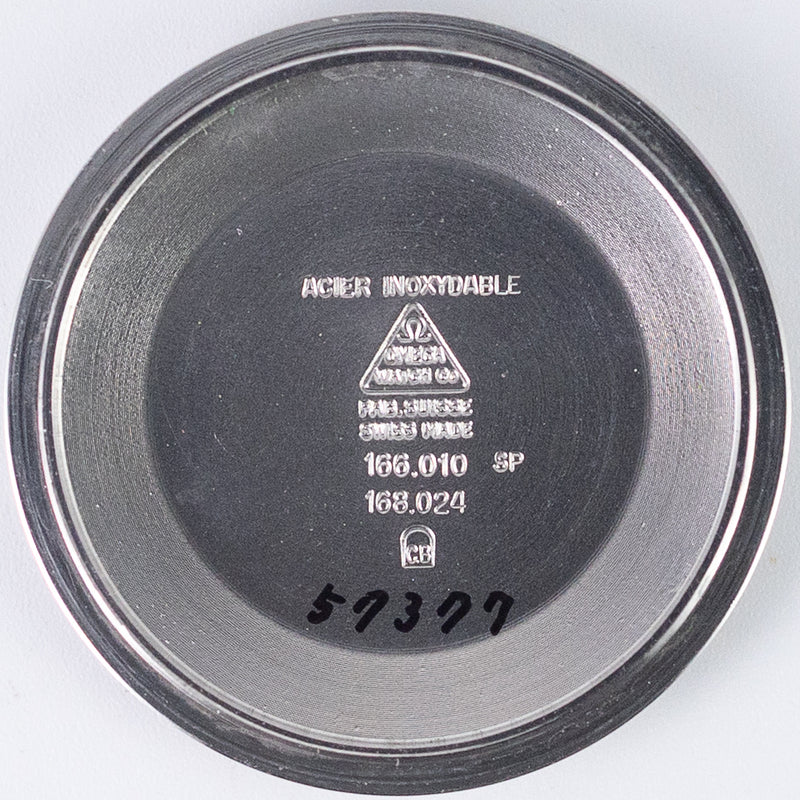 ACIER INOXYDABLE
Ω
OMEGA
WATCH CO
FAB.SUISSE
SWISS MADE
166.010 SP
168.024
CB
57377